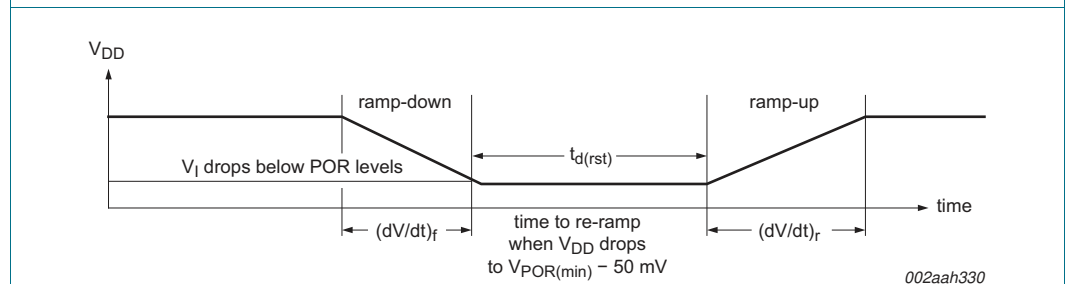 VDD
ramp-down
ramp-up
VI drops below POR levels
td(rst)
time
(dV/dt)f
time to re-ramp
when VDD drops
to VPOR(min) − 50 mV
(dV/dt)r
002aah330